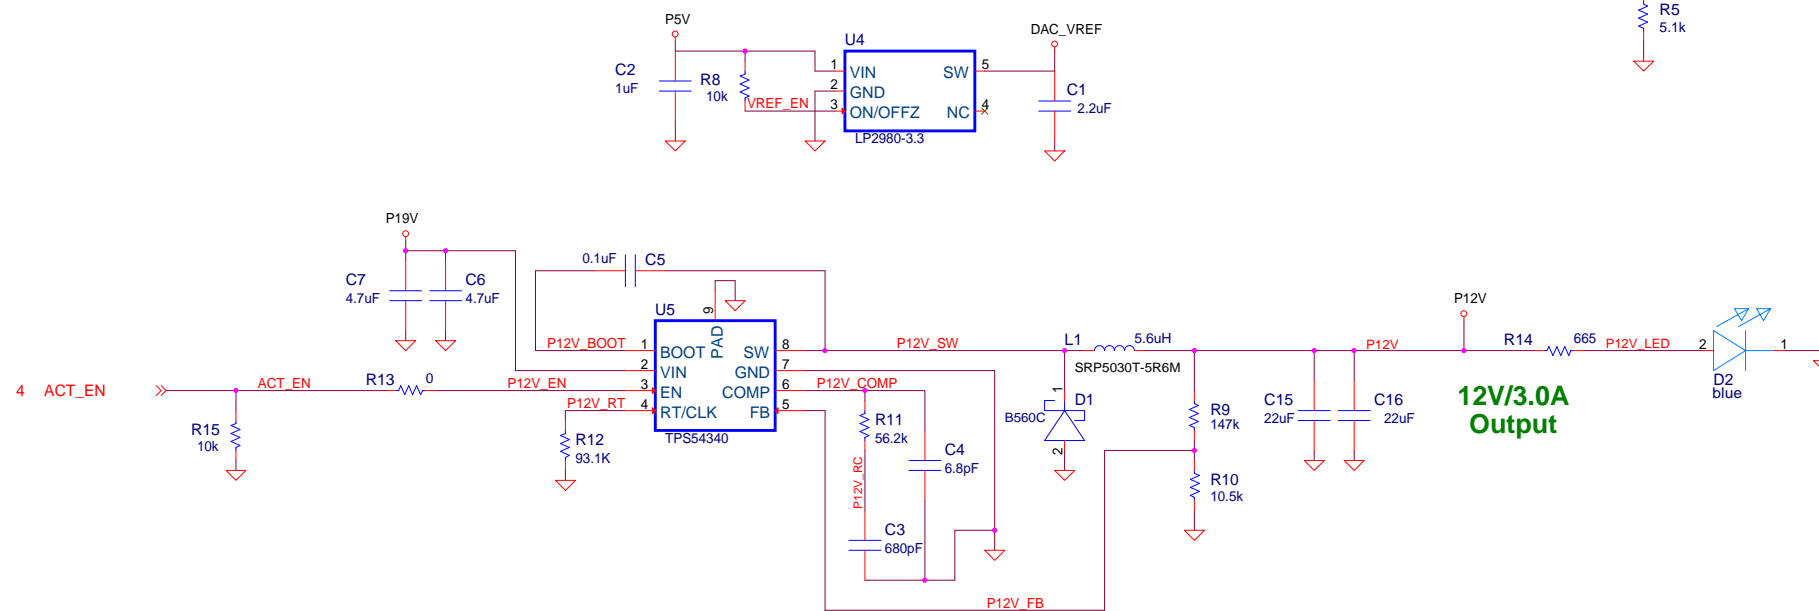 R5
5.1k
P5V
DAC_VREF
U4
C2
1uF
R8
10k
VREF_EN
1 VIN SW 5
2 GND
3 ON/OFFZ NC 4
LP2980-3.3
C1
2.2uF
P19V
C7
4.7uF
C6
4.7uF
0.1uF C5
U5
9
PAD
P12V_BOOT 1 BOOT SW 8 P12V_SW
2 VIN GND 7
P12V_EN 3 EN COMP 6 P12V_COMP
P12V_RT 4 RT/CLK FB 5
TPS54340
4 ACT_EN
ACT_EN
R13 0
R15
10k
R12
93.1K
R11
56.2k
P12V_RC
C4
6.8pF
C3
680pF
P12V_FB
L1 5.6uH
SRP5030T-5R6M
1
D1
B560C
2
R9
147k
R10
10.5k
P12V
C15
22uF
C16
22uF
P12V
12V/3.0A
Output
R14 665 P12V_LED
2 1
D2
blue